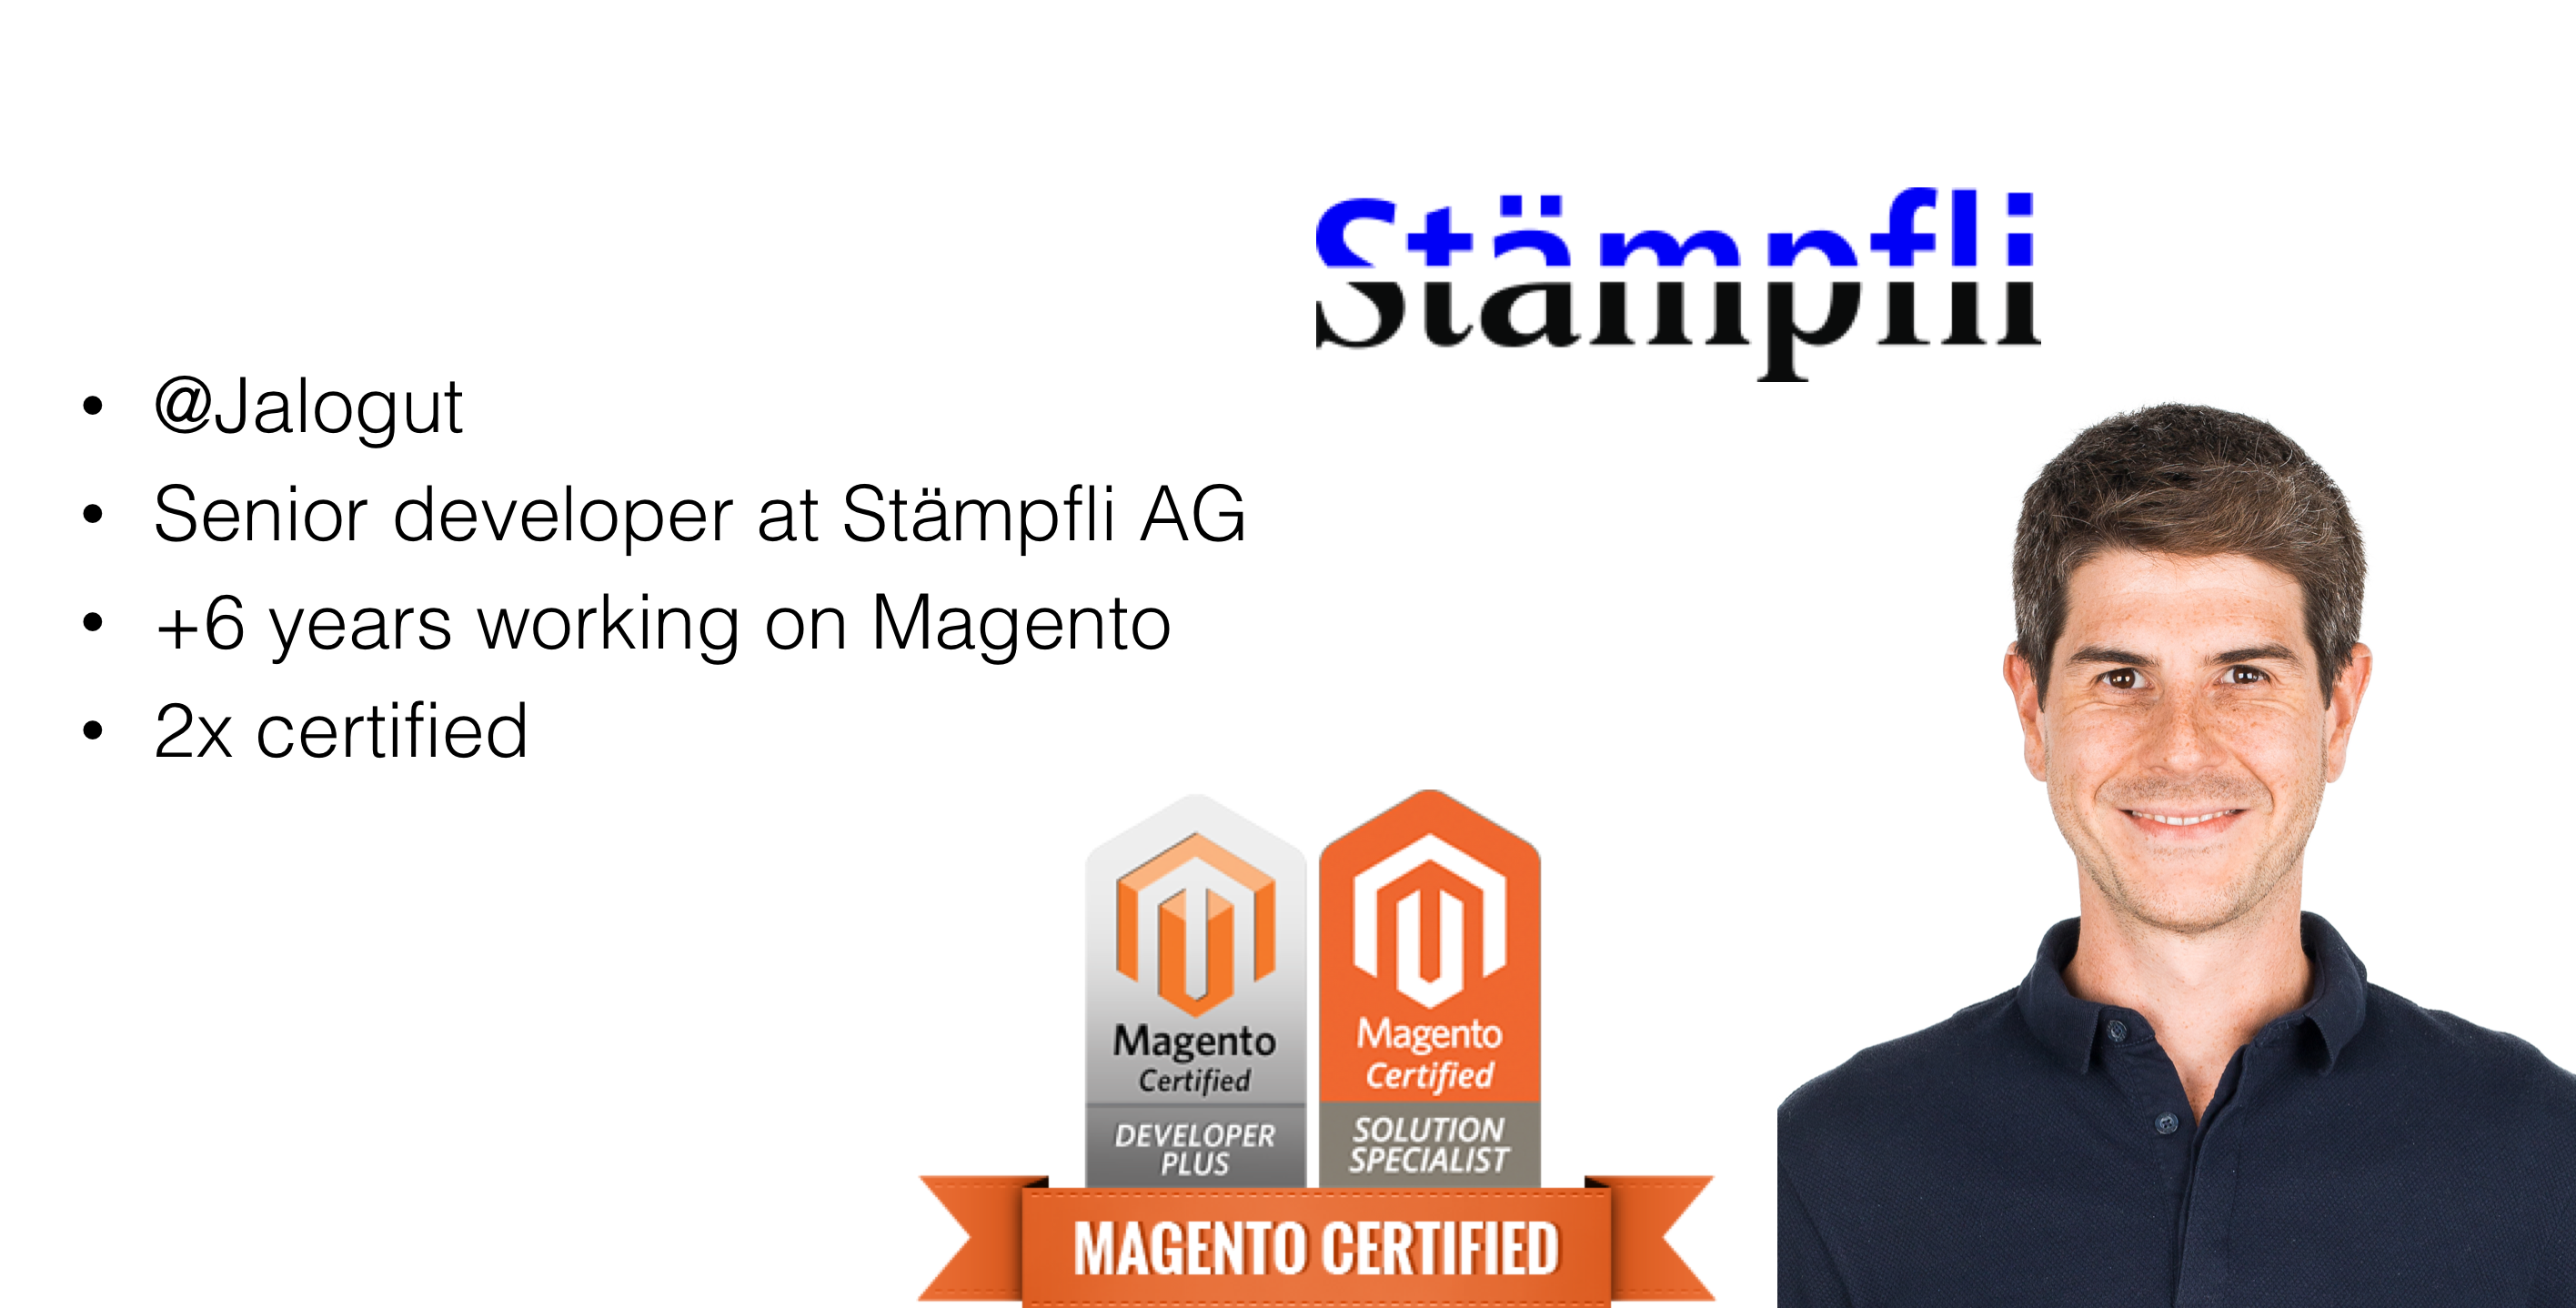 Stämpfli
• @Jalogut
• Senior developer at Stämpfli AG
• +6 years working on Magento
• 2x certified
Magento
Certified
DEVELOPER
PLUS
Magento
Certified
SOLUTION
SPECIALIST
MAGENTO CERTIFIED